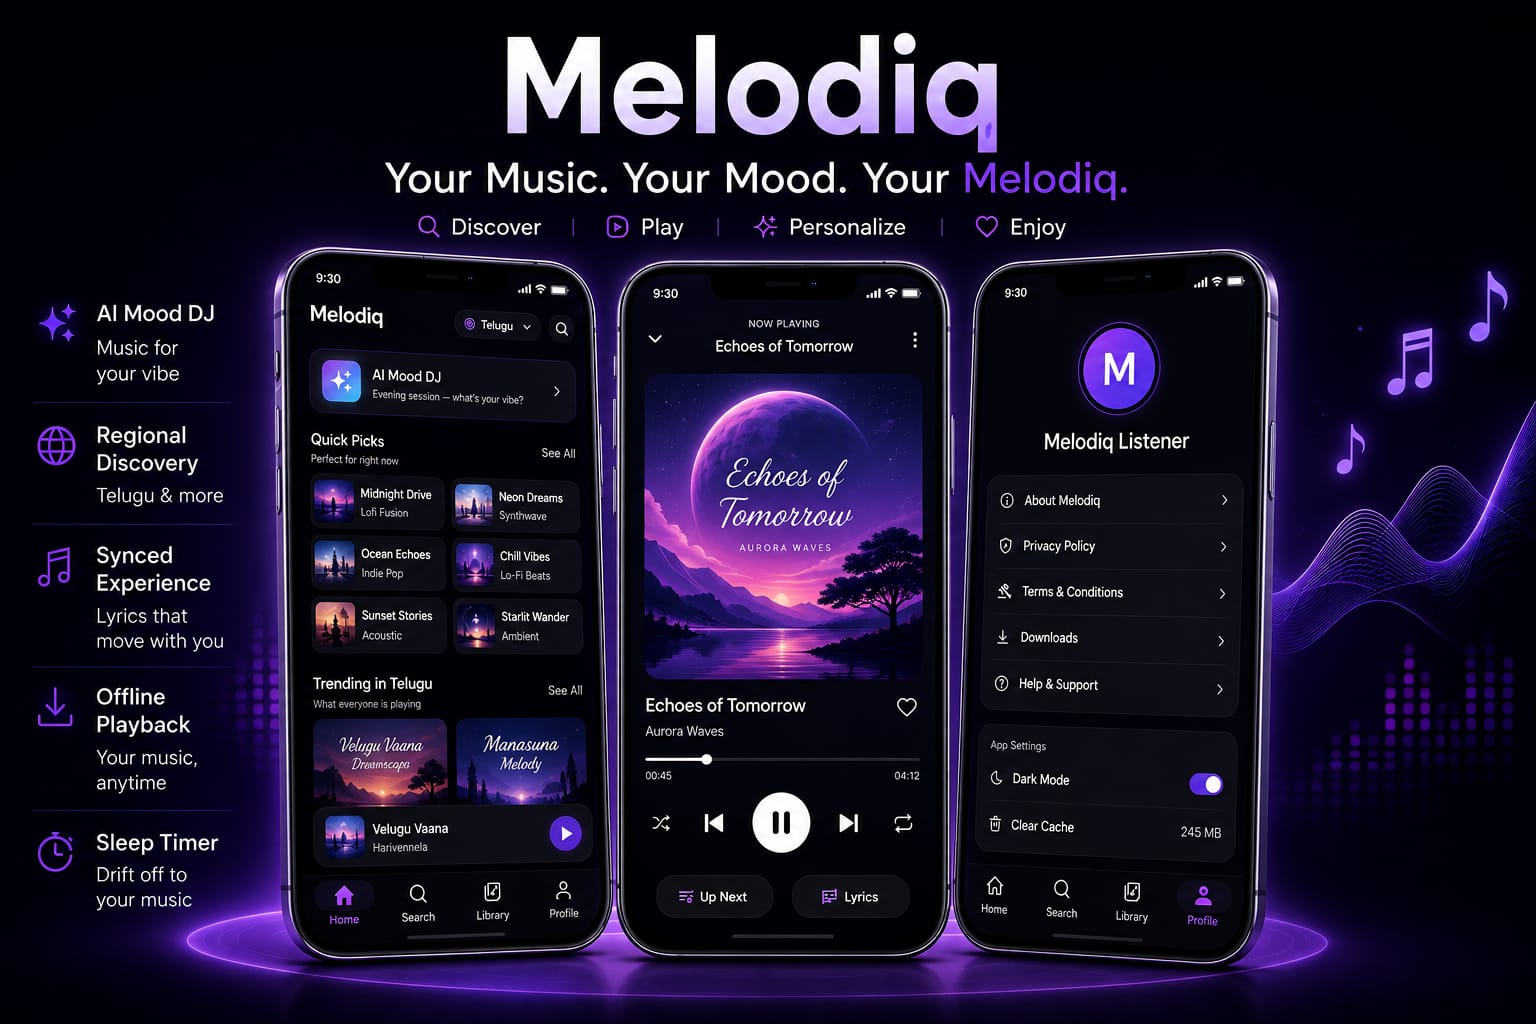 Melodiq
Your Music. Your Mood. Your Melodiq.
Discover | Play | Personalize | Enjoy
AI Mood DJ
Music for
your vibe
Regional
Discovery
Telugu & more
Synced
Experience
Lyrics that
move with you
Offline
Playback
Your music,
anytime
Sleep Timer
Drift off to
your music
9:30
Melodiq
Telugu
AI Mood DJ
Evening session — what's your vibe?
Quick Picks
See All
Perfect for right now
Midnight Drive
Lofi Fusion
Neon Dreams
Synthwave
Ocean Echoes
Indie Pop
Chill Vibes
Lo-Fi Beats
Sunset Stories
Acoustic
Starlit Wander
Ambient
Trending in Telugu
See All
What everyone is playing
Velugu Vaana
Dreamscapa
Manasuna
Melody
Velugu Vaana
Harivennela
Home
Search
Library
Profile
9:30
NOW PLAYING
Echoes of Tomorrow
Echoes of
Tomorrow
AURORA WAVES
Echoes of Tomorrow
Aurora Waves
00:45
04:12
Up Next
Lyrics
9:30
M
Melodiq Listener
About Melodiq
Privacy Policy
Terms & Conditions
Downloads
Help & Support
App Settings
Dark Mode
Clear Cache
245 MB
Home
Search
Library
Profile